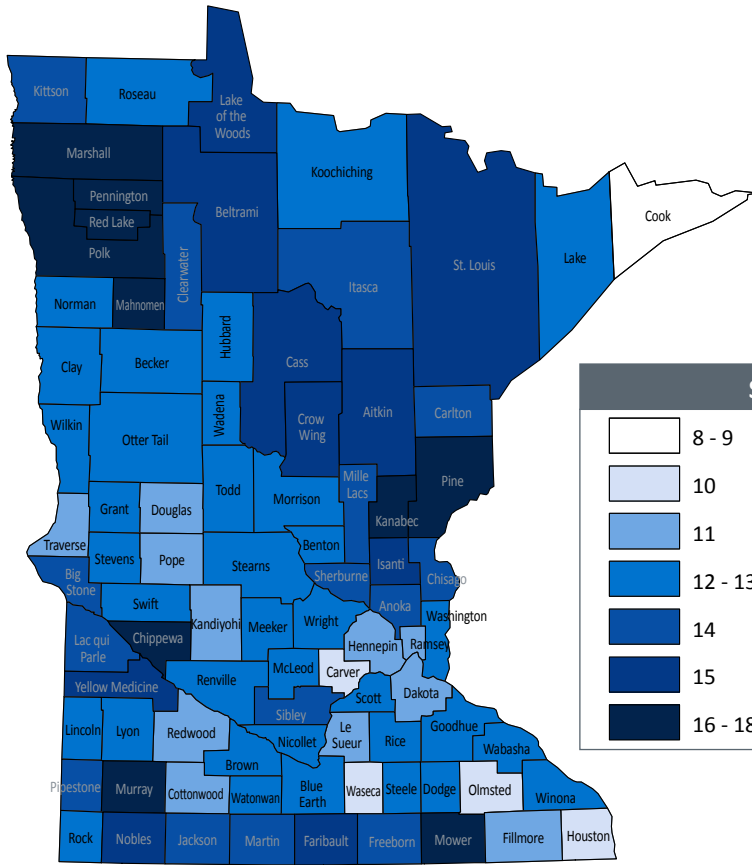 Kittson
Roseau
Lake
of the
Woods
Marshall
Koochiching
Pennington
Beltrami
Red Lake
Cook
Polk
Clearwater
St. Louis
Lake
Itasca
Norman
Mahnomen
Hubbard
Clay
Becker
Cass
Wadena
Aitkin
Carlton
Wilkin
Crow
Wing
Otter Tail
Mille
Lacs
Pine
Todd
Morrison
Grant
Douglas
Kanabec
Traverse
Benton
Stevens
Pope
Stearns
Isanti
Big
Stone
Sherburne
Chisago
Swift
Anoka
Kandiyohi
Meeker
Wright
Washington
Lac qui
Parle
Chippewa
Hennepin
Ramsey
McLeod
Carver
Yellow Medicine
Renville
Scott
Dakota
Sibley
Lincoln
Lyon
Redwood
Nicollet
Le
Sueur
Rice
Goodhue
Wabasha
Brown
Pipestone
Murray
Cottonwood
Watonwan
Blue
Earth
Waseca
Steele
Dodge
Olmsted
Winona
Rock
Nobles
Jackson
Martin
Faribault
Freeborn
Mower
Fillmore
Houston
S
8 - 9
10
11
12 - 13
14
15
16 - 18